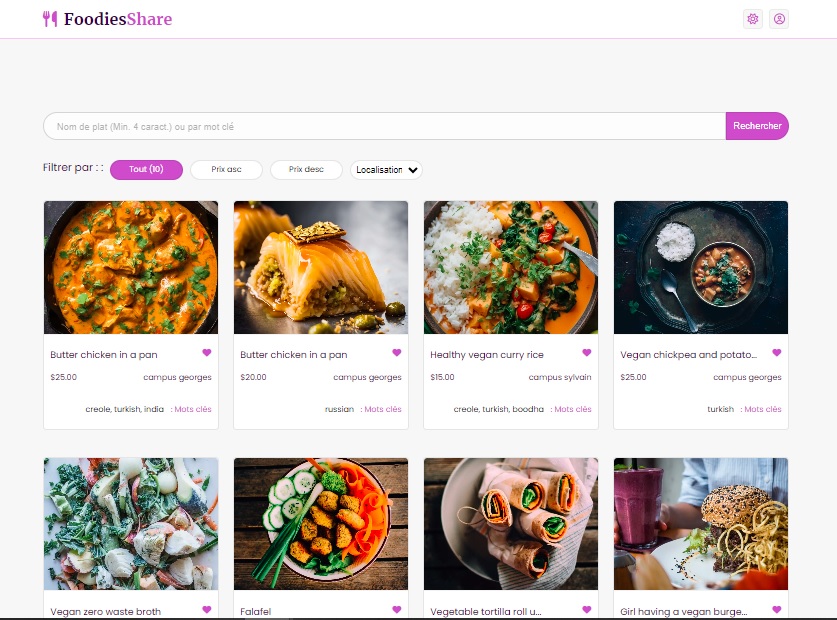 FoodiesShare
Nom de plat (Min. 4 caract.) ou par mot clé
Rechercher
Filtrer par : :
Tout (10)
Prix asc
Prix desc
Localisation
Butter chicken in a pan
$25.00
campus georges
creole, turkish, india : Mots clés
Butter chicken in a pan
$20.00
campus georges
russian : Mots clés
Healthy vegan curry rice
$15.00
campus sylvain
creole, turkish, boodha : Mots clés
Vegan chickpea and potato...
$25.00
campus georges
turkish : Mots clés
Vegan zero waste broth
Falafel
Vegetable tortilla roll u...
Girl having a vegan burge...